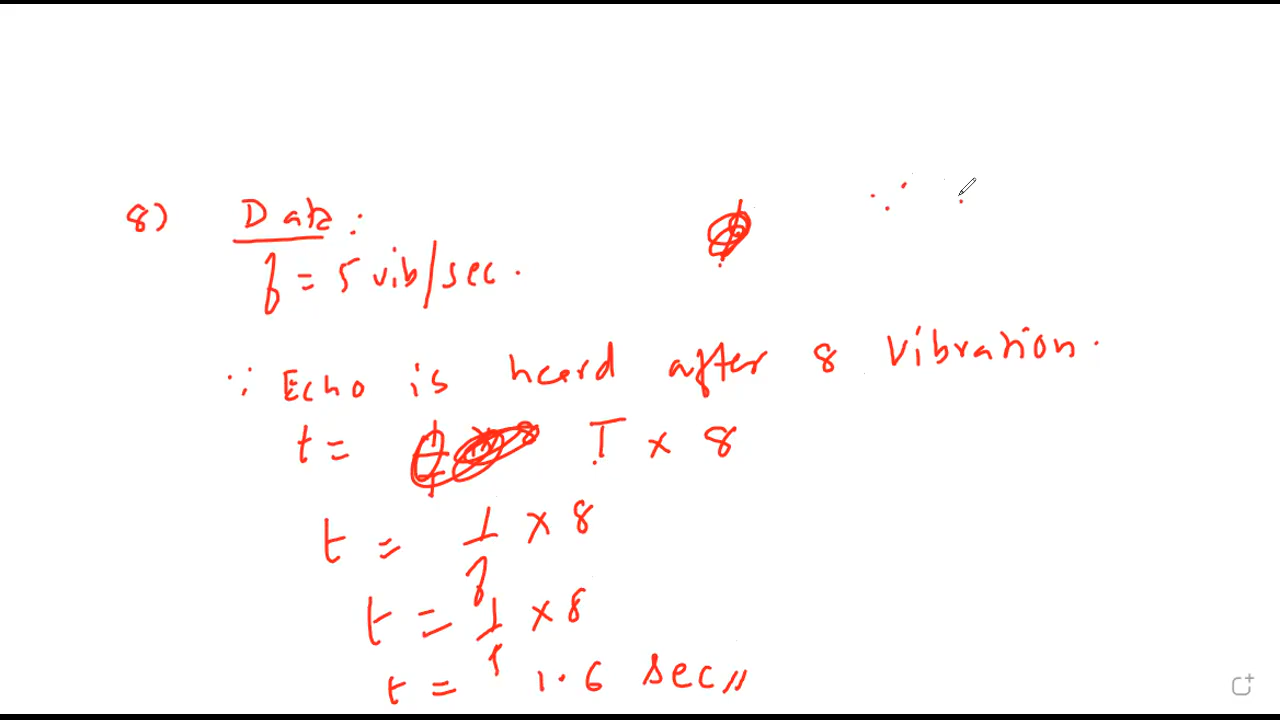 8) Data:
f = 5 vib/sec.
∵ Echo is heard after 8 vibration.
t = T × 8
t = 1/f × 8
t = 1/5 × 8
t = 1.6 sec //